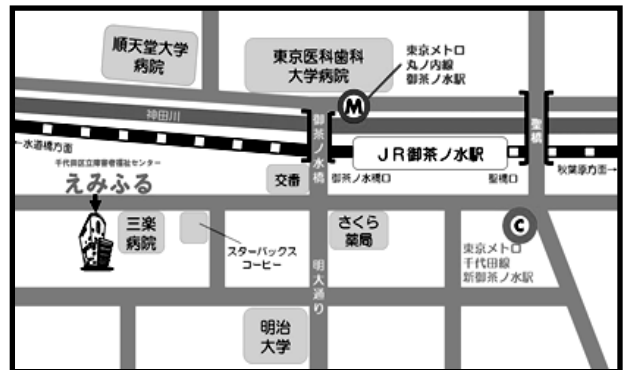 順天堂大学
病院
東京医科歯科
大学病院
東京メトロ
丸ノ内線
御茶ノ水駅
M
神田川
御茶ノ水橋
聖橋
←水道橋方面
JR御茶ノ水駅
千代田区立障害者福祉センター
えみふる
交番
御茶ノ水橋口
聖橋口
秋葉原方面→
三楽
病院
スターバックス
コーヒー
さくら
薬局
C
東京メトロ
千代田線
新御茶ノ水駅
明大通り
明治
大学